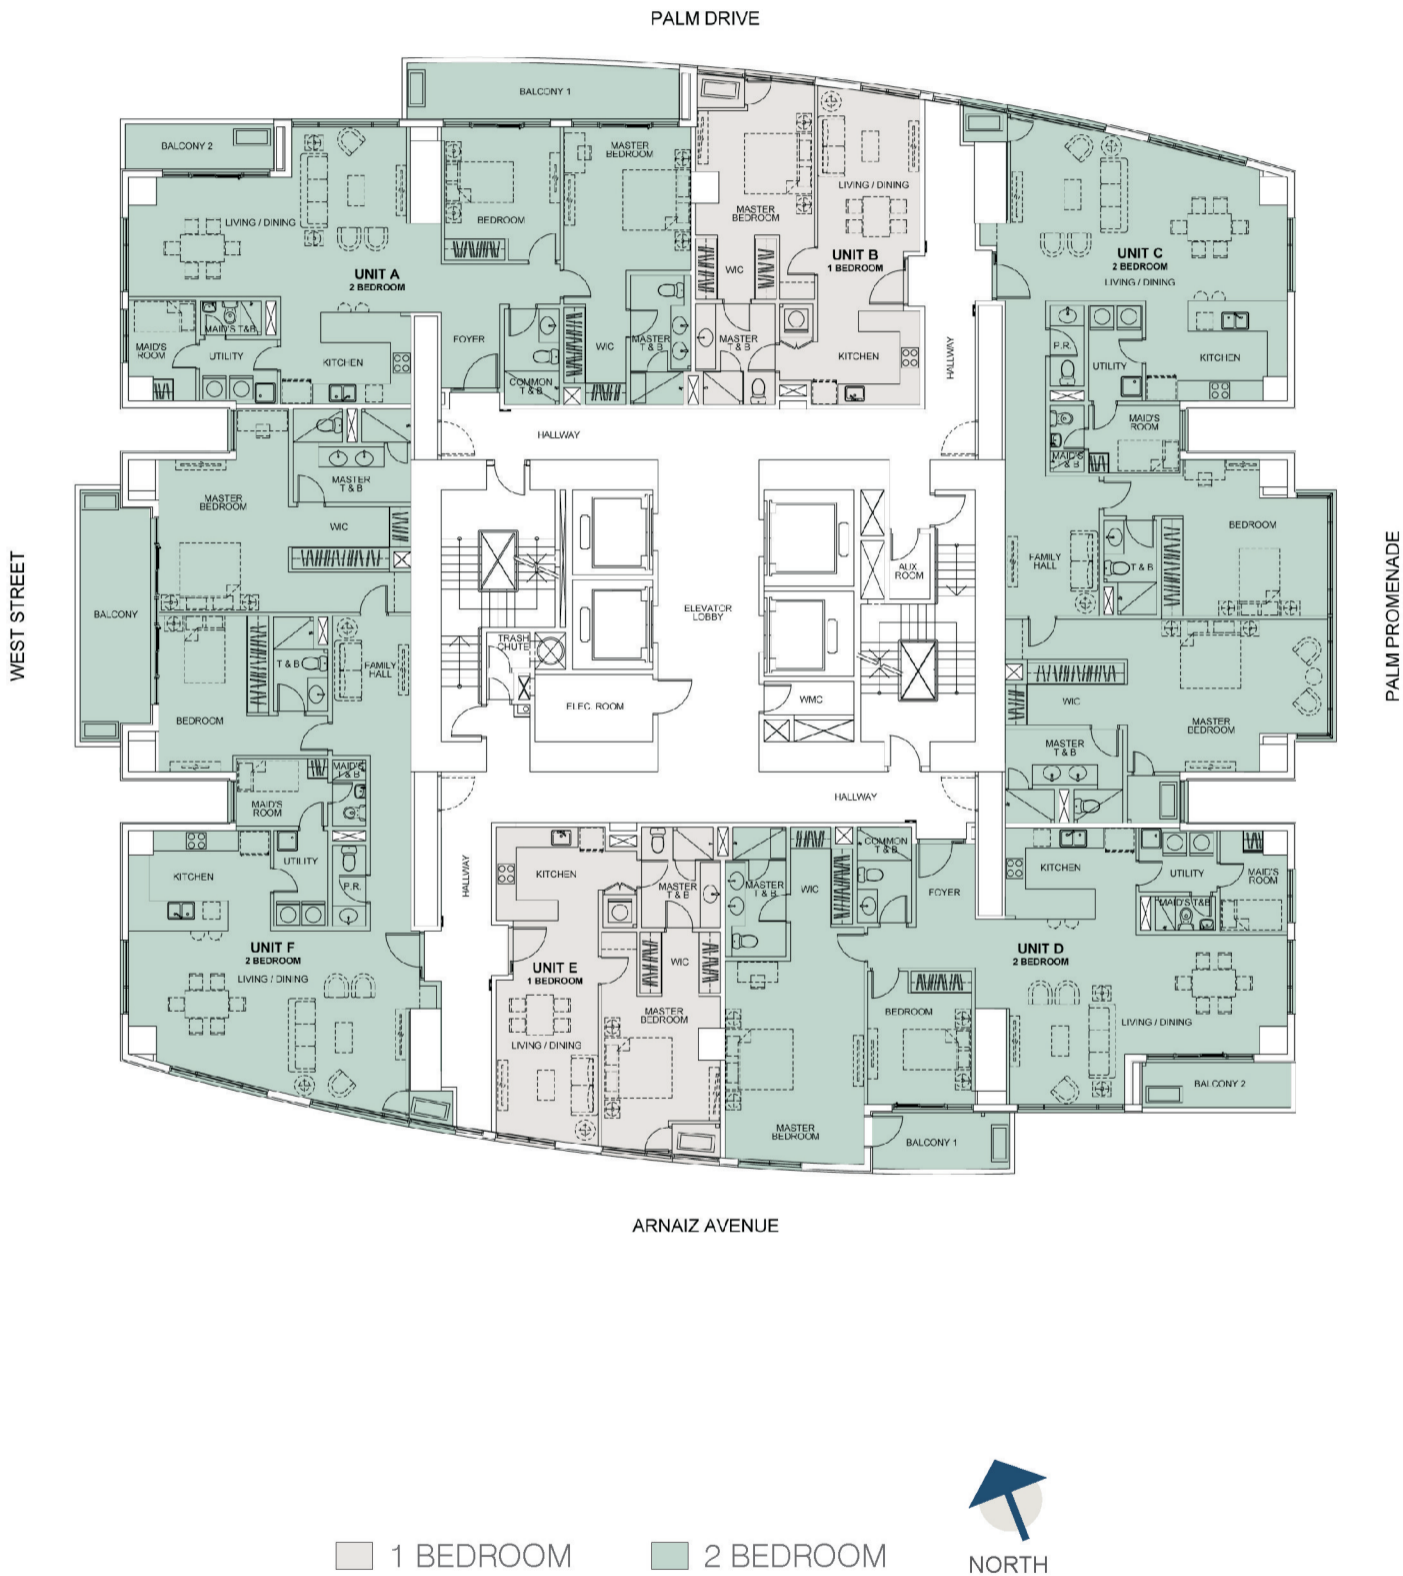 PALM DRIVE
BALCONY 1
BALCONY 2
LIVING / DINING
UNIT A
2 BEDROOM
BEDROOM
MASTER
BEDROOM
MAID'S T&B
MAID'S
ROOM
UTILITY
KITCHEN
FOYER
COMMON
T & B
WIC
MASTER
T & B
MASTER
BEDROOM
LIVING / DINING
UNIT B
1 BEDROOM
WIC
MASTER
T & B
KITCHEN
HALLWAY
UNIT C
2 BEDROOM
LIVING / DINING
P.R.
UTILITY
KITCHEN
MAID'S
ROOM
MAID'S
T & B
BEDROOM
FAMILY
HALL
T & B
WIC
MASTER
BEDROOM
MASTER
T & B
HALLWAY
MASTER
T & B
MASTER
BEDROOM
WIC
BALCONY
T & B
FAMILY
HALL
BEDROOM
MAID'S
T & B
MAID'S
ROOM
UTILITY
KITCHEN
P.R.
UNIT F
2 BEDROOM
LIVING / DINING
AUX
ROOM
ELEVATOR
LOBBY
TRASH
CHUTE
ELEC. ROOM
WMC
HALLWAY
HALLWAY
KITCHEN
MASTER
T & B
UNIT E
1 BEDROOM
WIC
MASTER
BEDROOM
LIVING / DINING
MASTER
T & B
WIC
COMMON
T & B
FOYER
KITCHEN
UTILITY
MAID'S
ROOM
MAID'S T&B
UNIT D
2 BEDROOM
BEDROOM
LIVING / DINING
BALCONY 2
MASTER
BEDROOM
BALCONY 1
WEST STREET
PALM PROMENADE
ARNAIZ AVENUE
1 BEDROOM
2 BEDROOM
NORTH